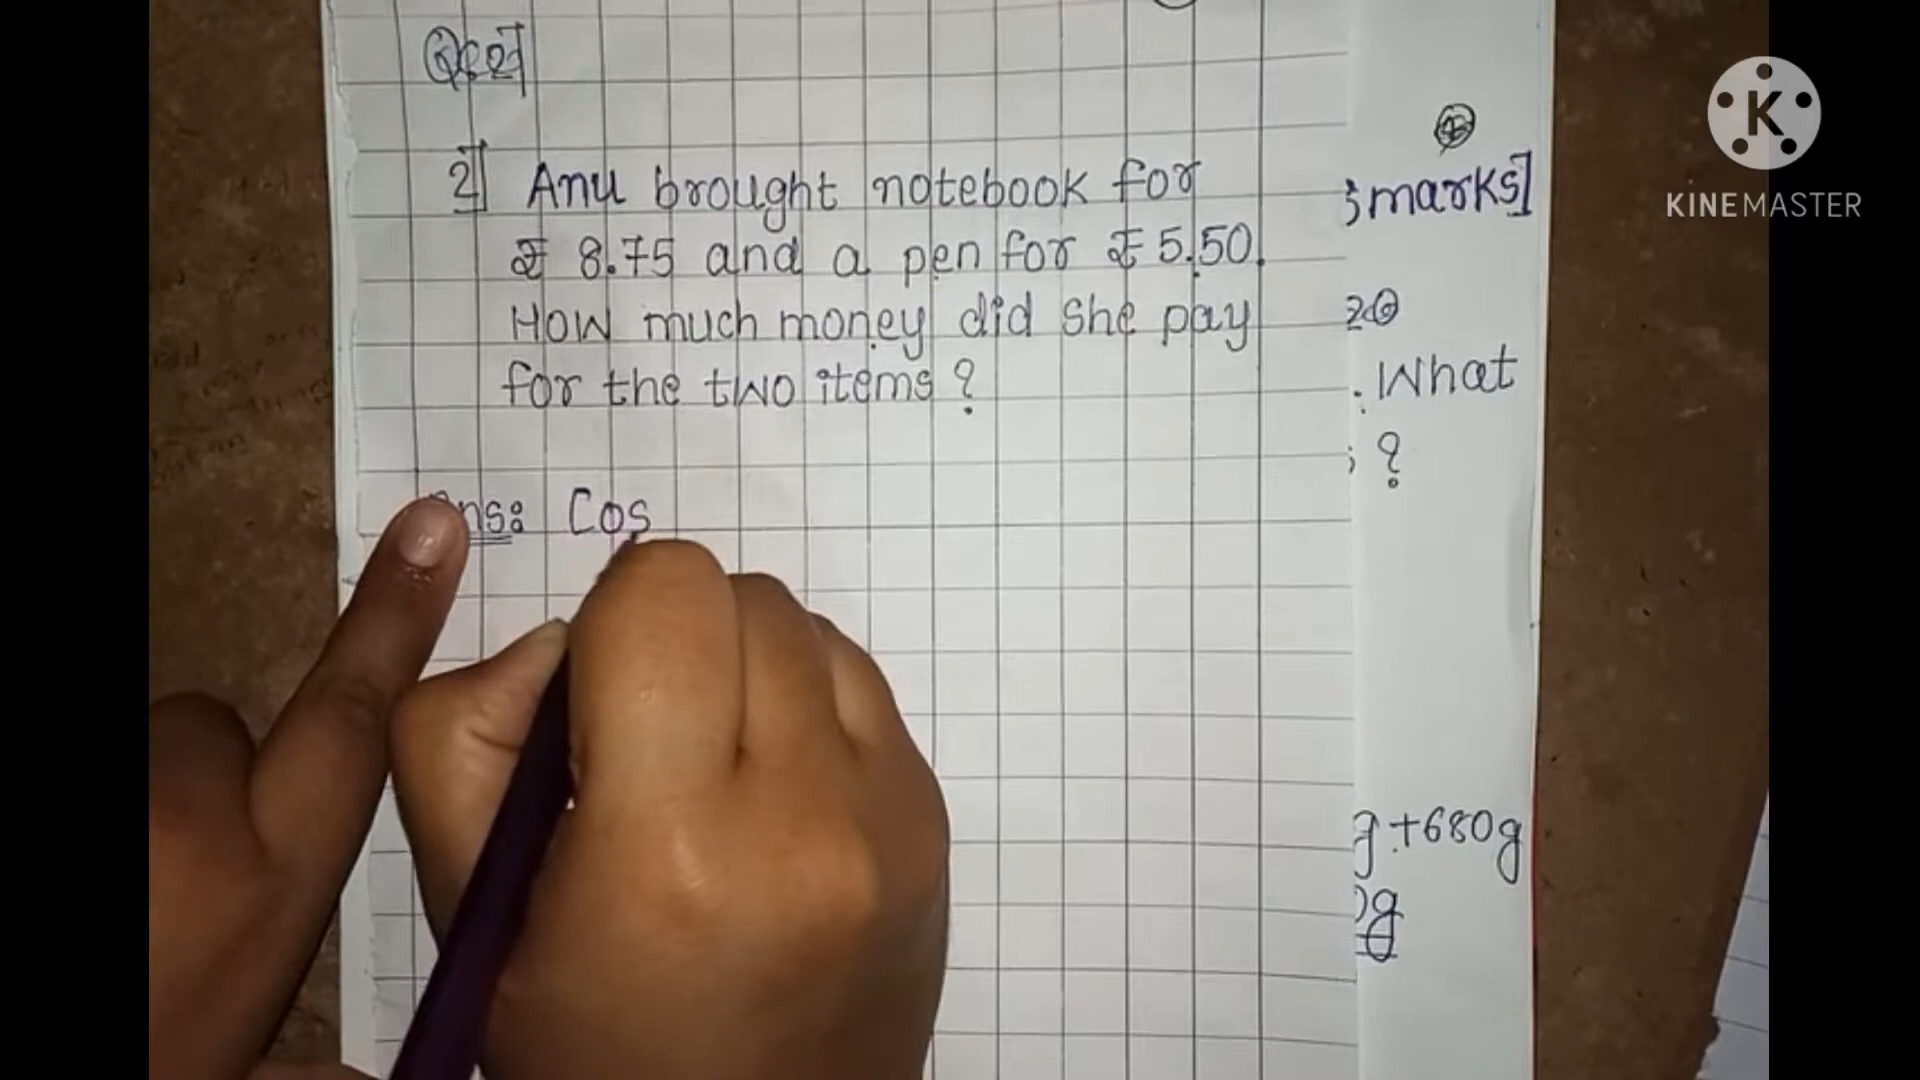 2] Anu brought notebook for
₹ 8.75 and a pen for ₹ 5.50.
How much money did she pay
for the two items ?
Ans: Cos
marks]
20
. What
?
g + 680g
g
K
KINEMASTER